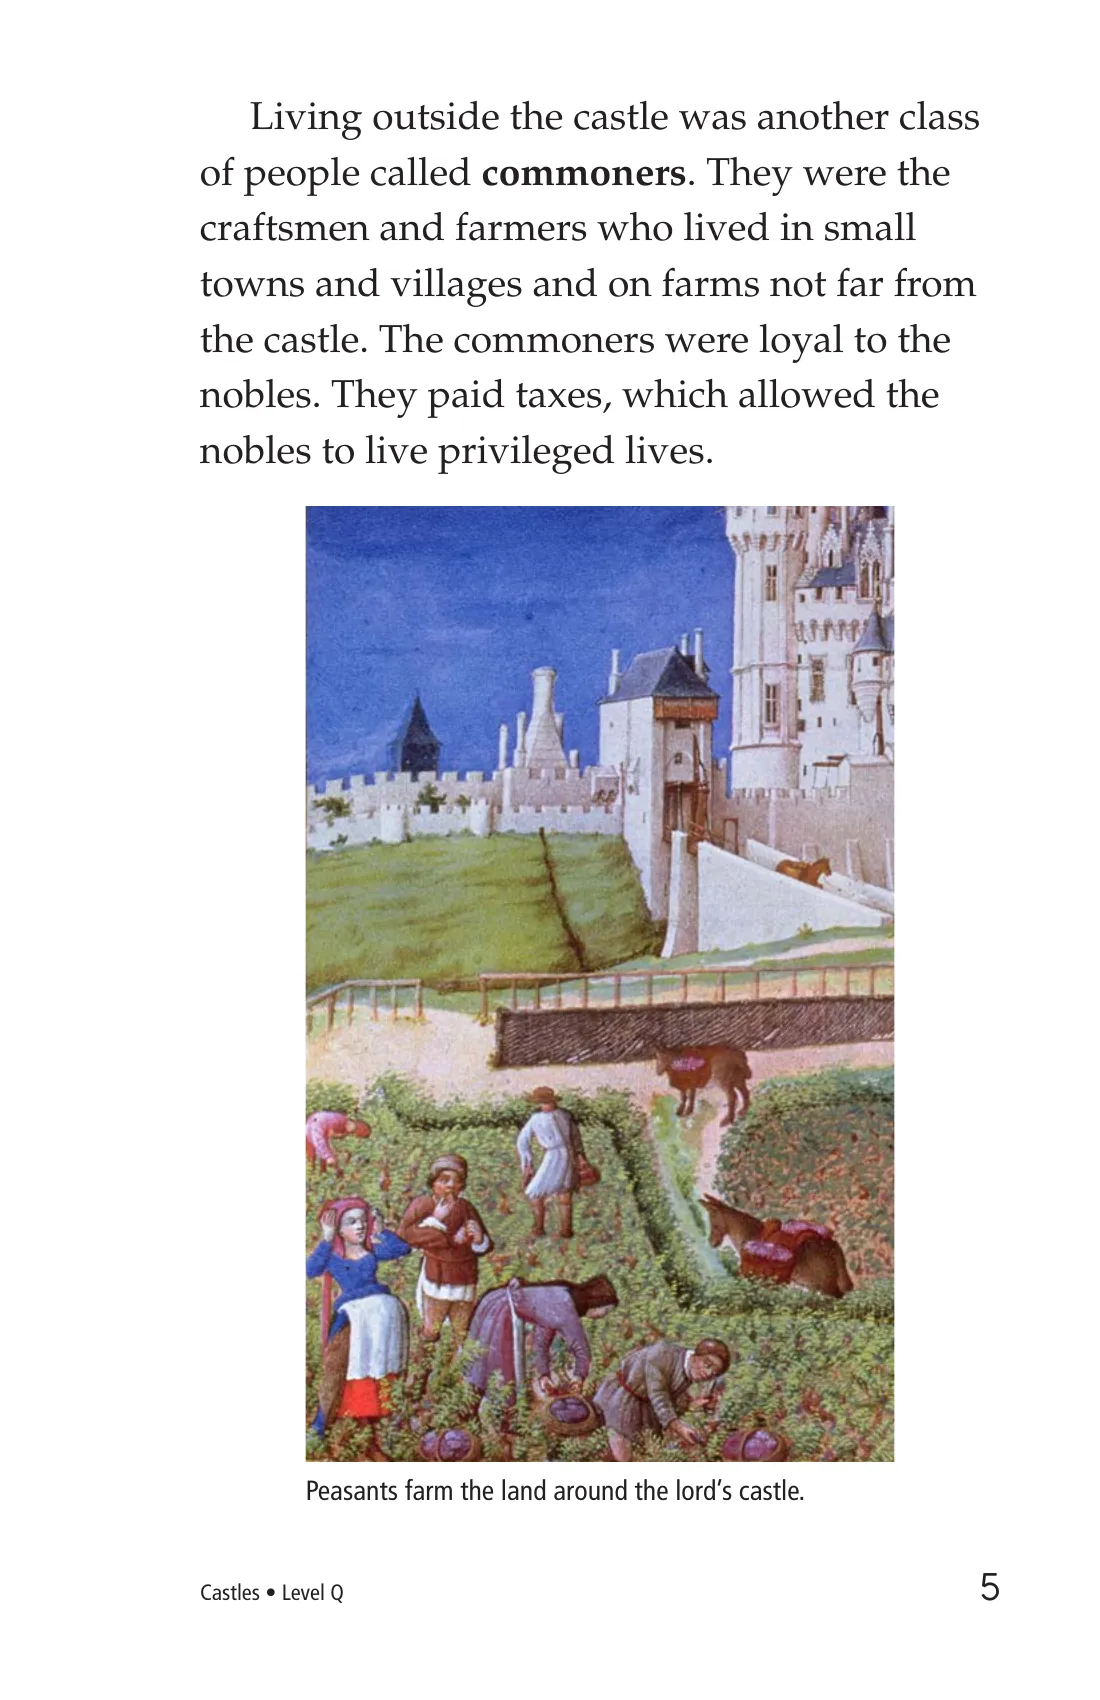 Living outside the castle was another class
of people called commoners. They were the
craftsmen and farmers who lived in small
towns and villages and on farms not far from
the castle. The commoners were loyal to the
nobles. They paid taxes, which allowed the
nobles to live privileged lives.
Peasants farm the land around the lord's castle.
Castles • Level Q
5